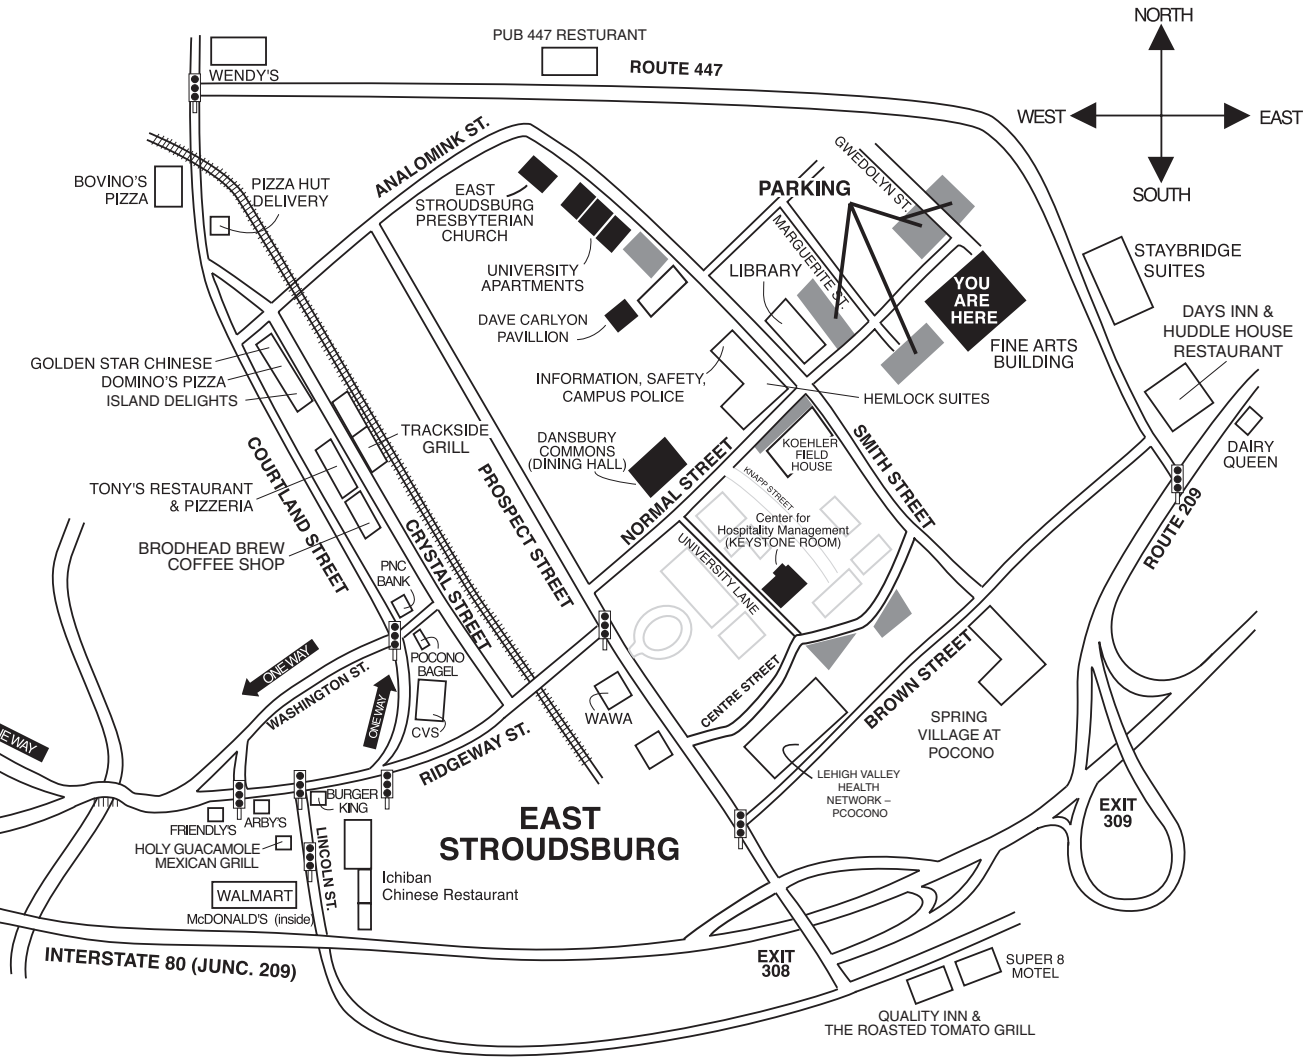 NORTH
WEST
EAST
SOUTH
PUB 447 RESTURANT
ROUTE 447
WENDY'S
BOVINO'S
PIZZA
PIZZA HUT
DELIVERY
ANALOMINK ST.
EAST
STROUDSBURG
PRESBYTERIAN
CHURCH
UNIVERSITY
APARTMENTS
DAVE CARLYON
PAVILLION
PARKING
GWEDOLYN ST.
MARGUERITE ST.
LIBRARY
YOU
ARE
HERE
FINE ARTS
BUILDING
STAYBRIDGE
SUITES
DAYS INN &
HUDDLE HOUSE
RESTAURANT
DAIRY
QUEEN
GOLDEN STAR CHINESE
DOMINO'S PIZZA
ISLAND DELIGHTS
INFORMATION, SAFETY,
CAMPUS POLICE
HEMLOCK SUITES
TRACKSIDE
GRILL
DANSBURY
COMMONS
(DINING HALL)
KOEHLER
FIELD
HOUSE
KNAPP STREET
SMITH STREET
NORMAL STREET
PROSPECT STREET
COURTLAND STREET
CRYSTAL STREET
TONY'S RESTAURANT
& PIZZERIA
BRODHEAD BREW
COFFEE SHOP
PNC
BANK
Center for
Hospitality Management
(KEYSTONE ROOM)
UNIVERSITY LANE
ROUTE 209
ONE WAY
WASHINGTON ST.
POCONO
BAGEL
ONE WAY
CVS
RIDGEWAY ST.
WAWA
CENTRE STREET
BROWN STREET
SPRING
VILLAGE AT
POCONO
LEHIGH VALLEY
HEALTH
NETWORK –
PCOCONO
NE WAY
BURGER
KING
ARBY'S
FRIENDLY'S
HOLY GUACAMOLE
MEXICAN GRILL
LINCOLN ST.
EAST
STROUDSBURG
EXIT
309
WALMART
McDONALD'S (inside)
Ichiban
Chinese Restaurant
INTERSTATE 80 (JUNC. 209)
EXIT
308
SUPER 8
MOTEL
QUALITY INN &
THE ROASTED TOMATO GRILL